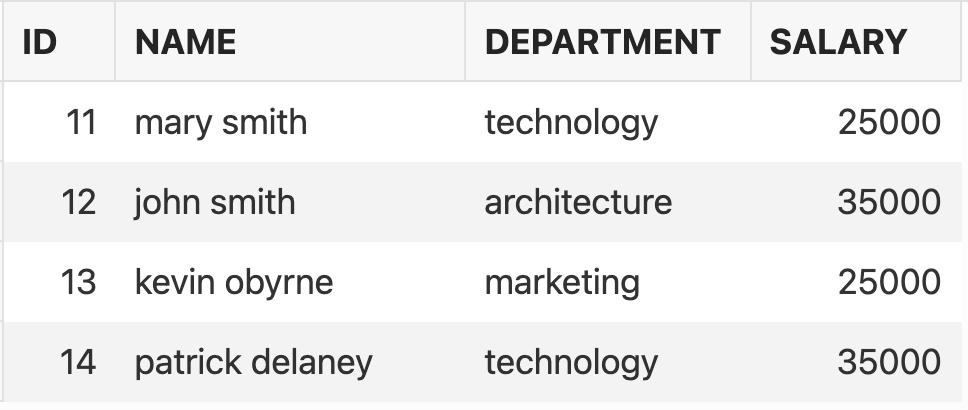 ID NAME DEPARTMENT SALARY
11 mary smith technology 25000
12 john smith architecture 35000
13 kevin obyrne marketing 25000
14 patrick delaney technology 35000